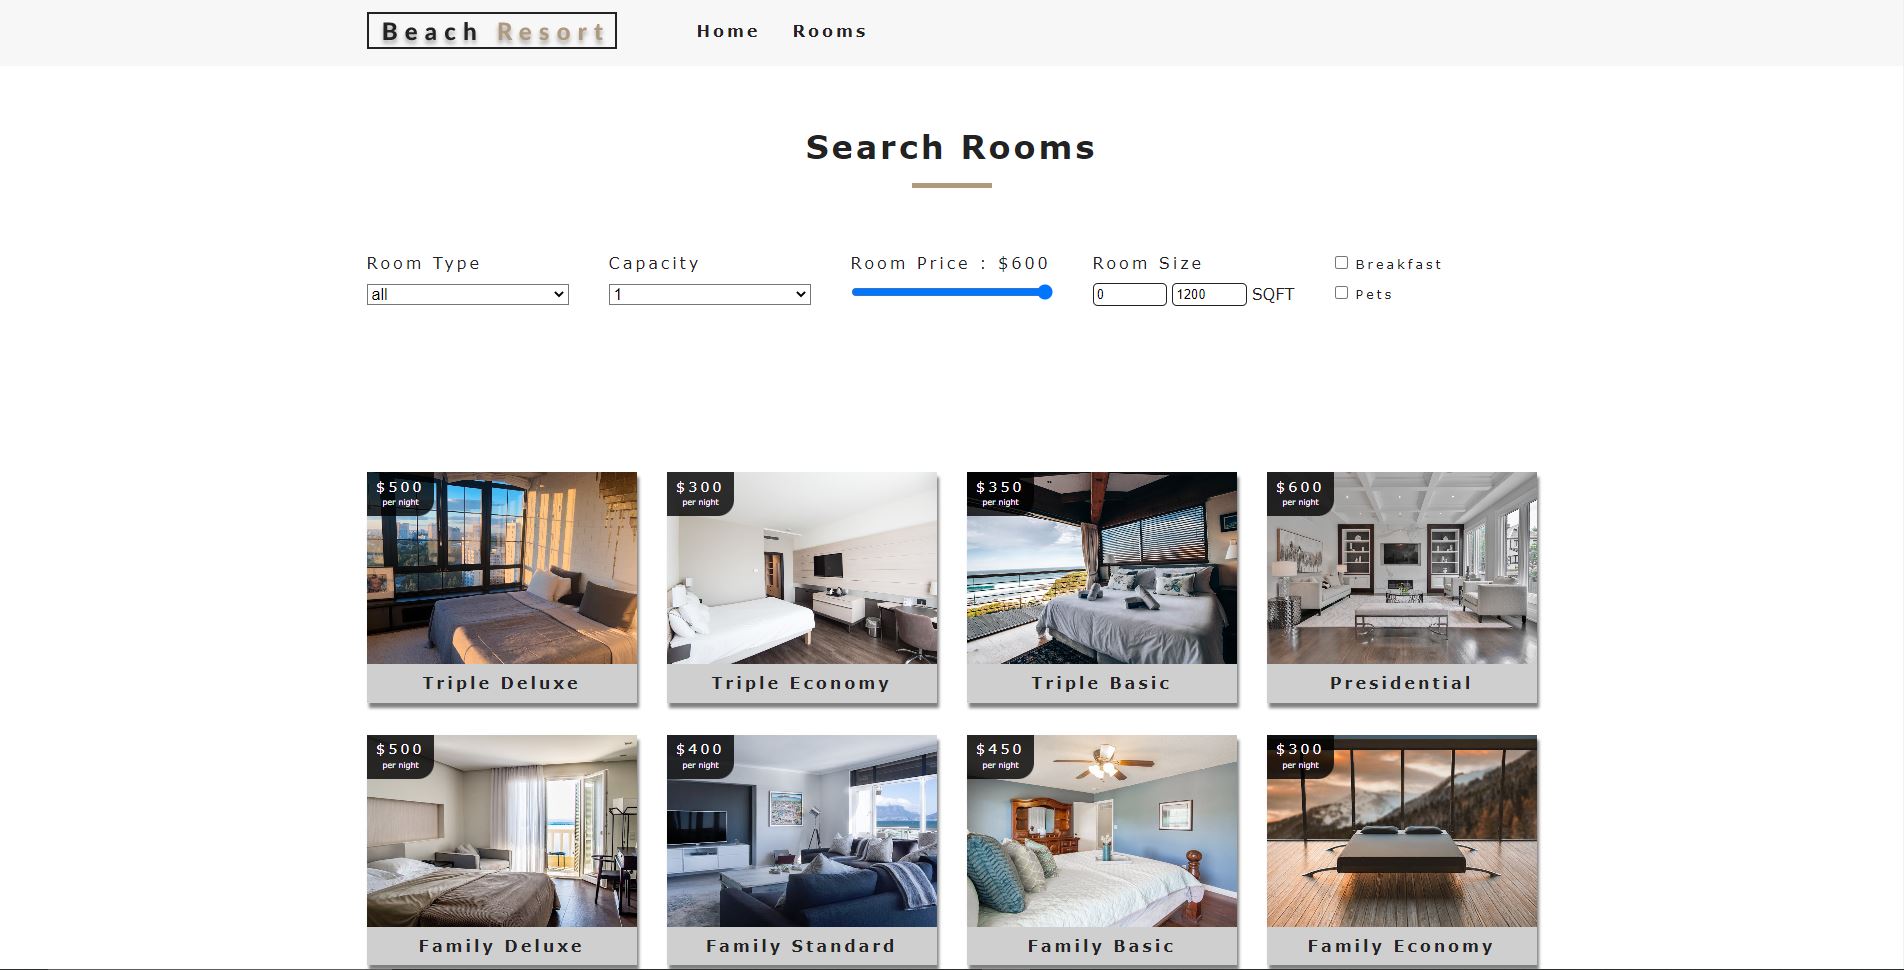 Beach Resort
Home
Rooms
Search Rooms
Room Type
all
Capacity
1
Room Price : $600
Room Size
0
1200
SQFT
Breakfast
Pets
$500
per night
Triple Deluxe
$300
per night
Triple Economy
$350
per night
Triple Basic
$600
per night
Presidential
$500
per night
Family Deluxe
$400
per night
Family Standard
$450
per night
Family Basic
$300
per night
Family Economy